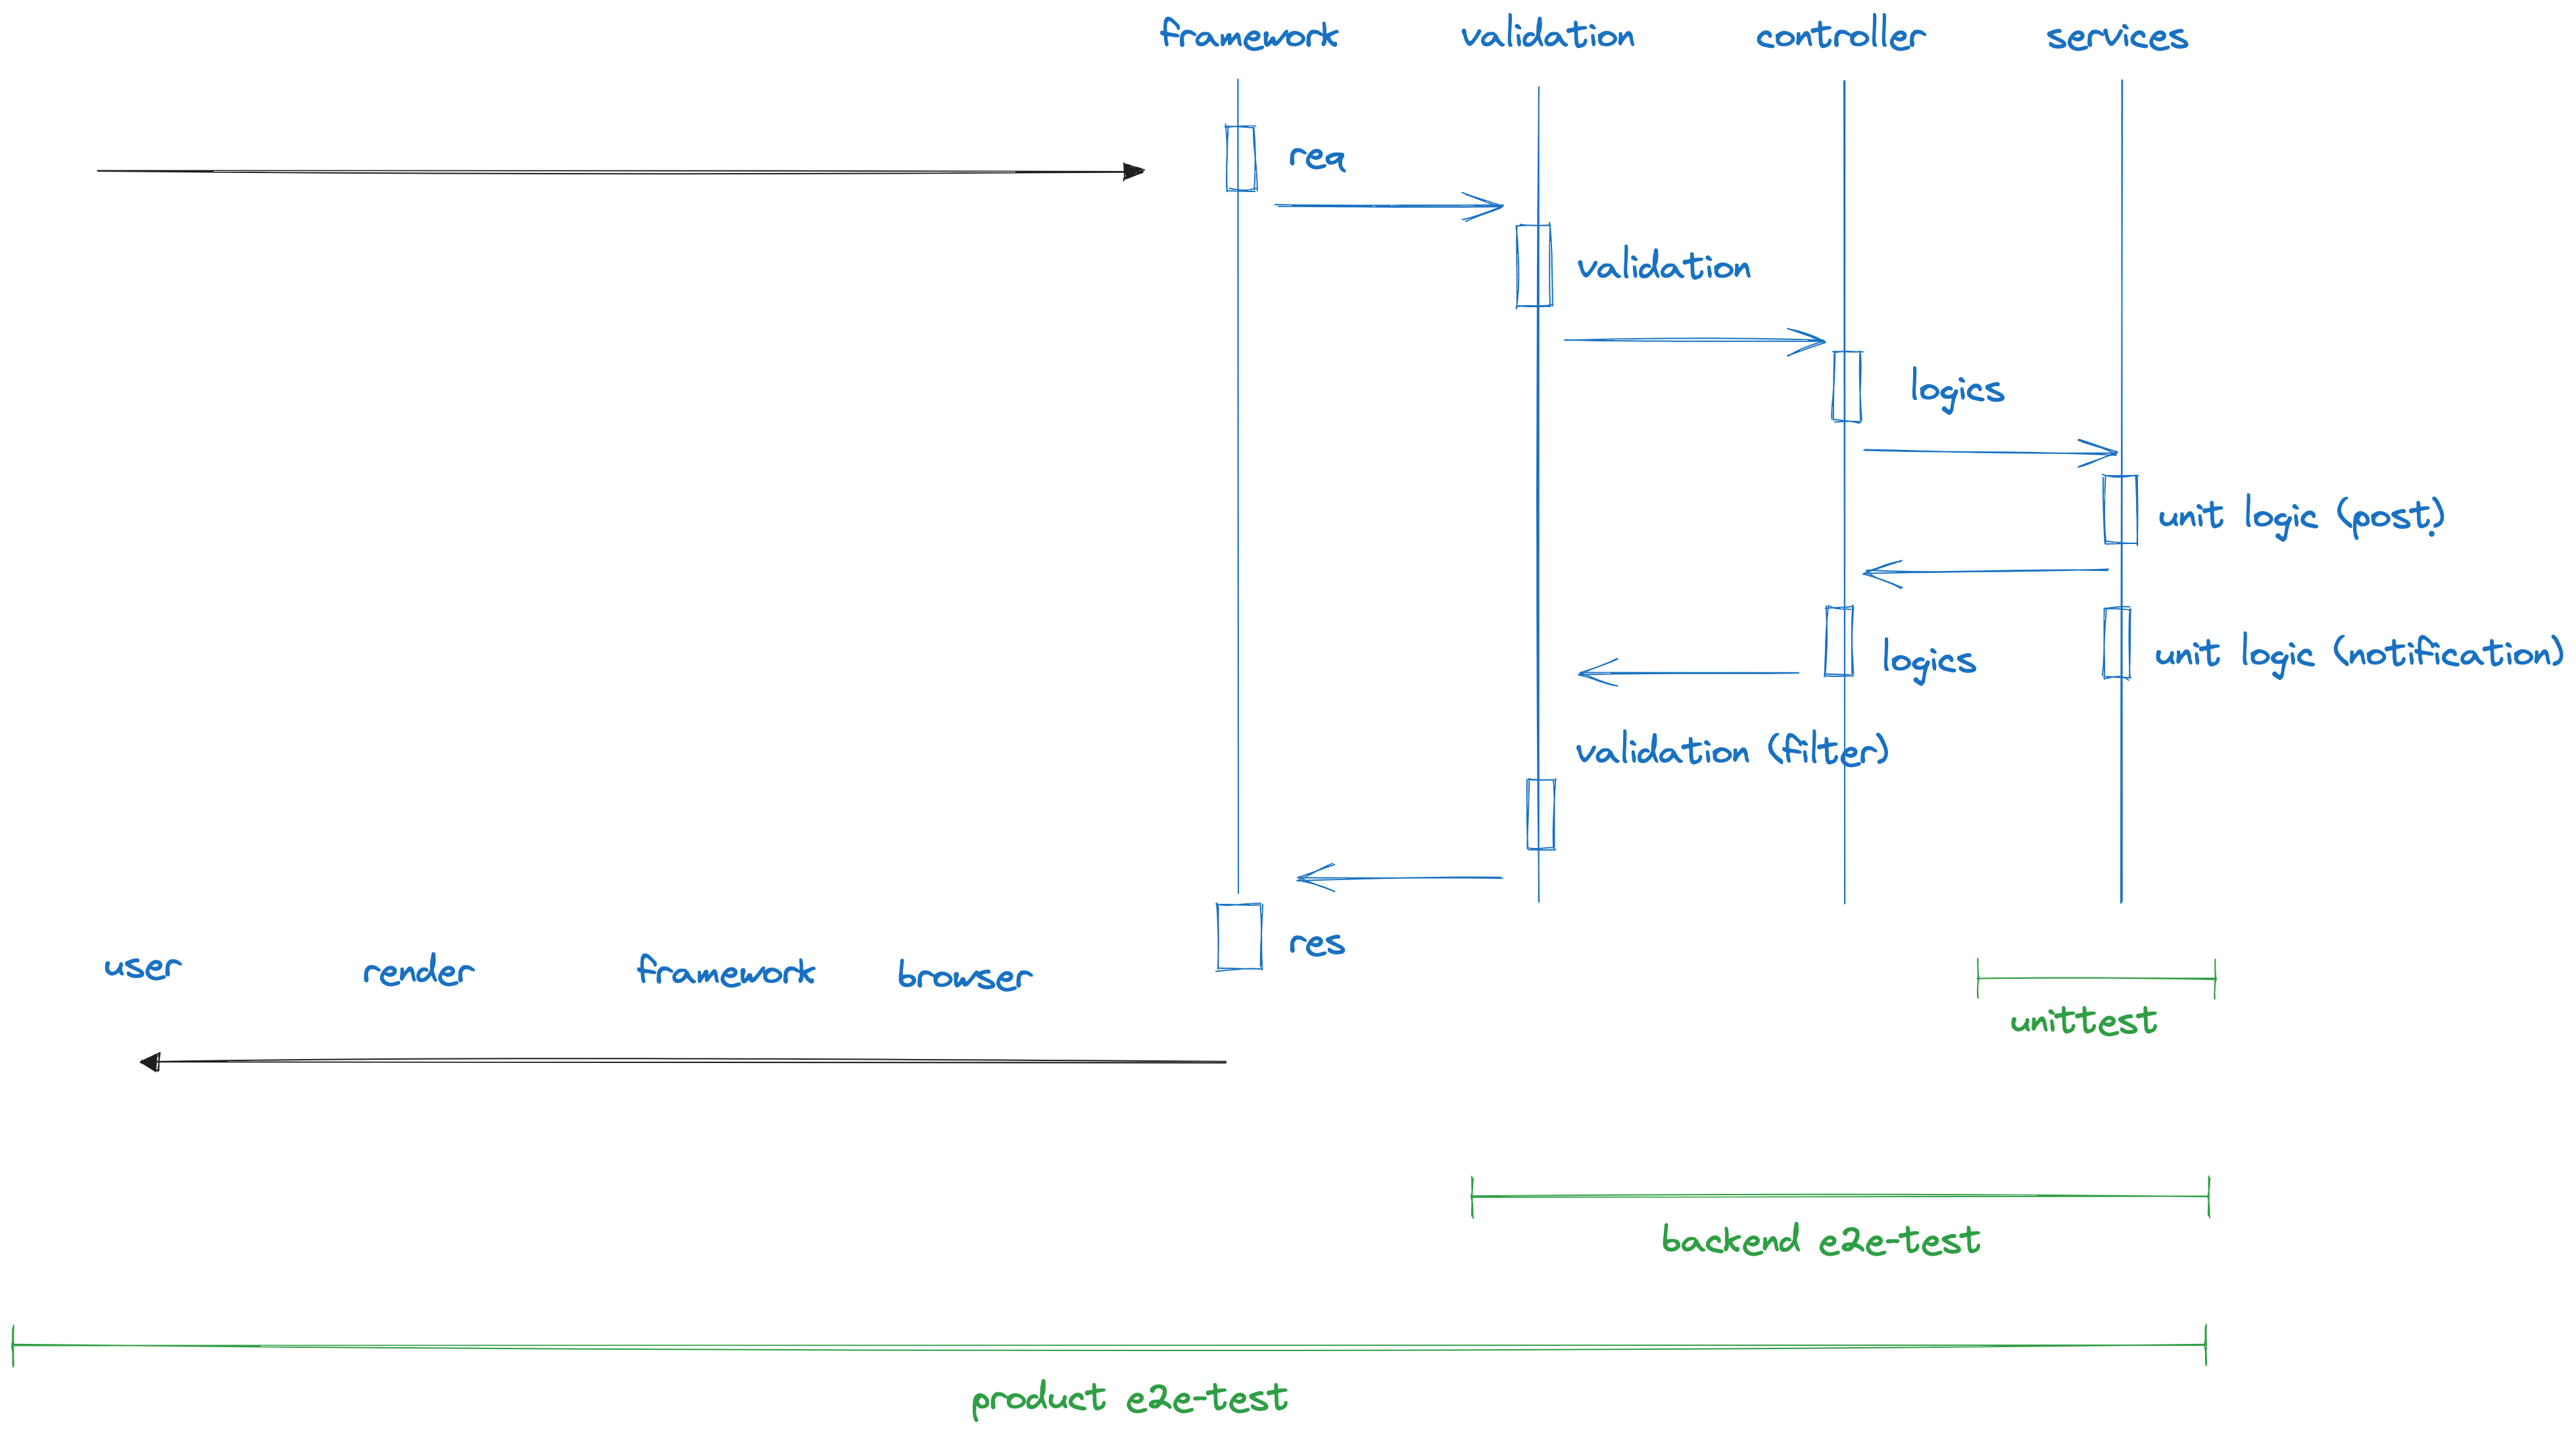 framework
validation
controller
services
req
validation
logics
unit logic (post)
logics
unit logic (notification)
validation (filter)
res
user
render
framework
browser
unittest
backend e2e-test
product e2e-test